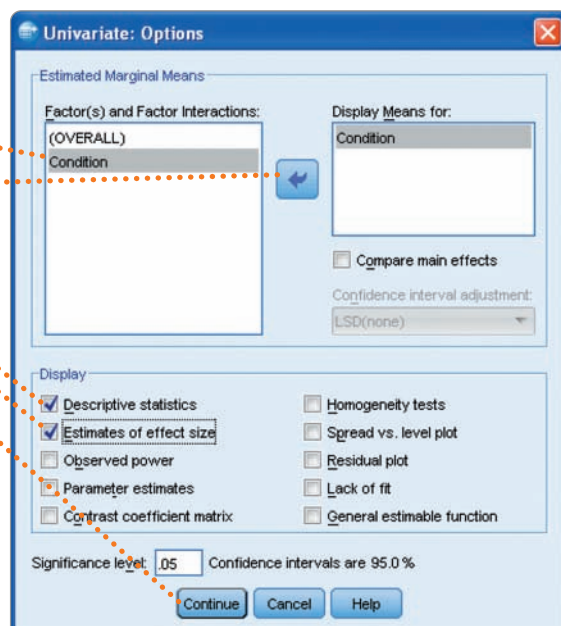 Univariate: Options
Estimated Marginal Means
Factor(s) and Factor Interactions:
(OVERALL)
Condition
Display Means for:
Condition
Compare main effects
Confidence interval adjustment:
LSD(none)
Display
Descriptive statistics
Homogeneity tests
Estimates of effect size
Spread vs. level plot
Observed power
Residual plot
Parameter estimates
Lack of fit
Contrast coefficient matrix
General estimable function
Significance level: .05 Confidence intervals are 95.0 %
Continue Cancel Help